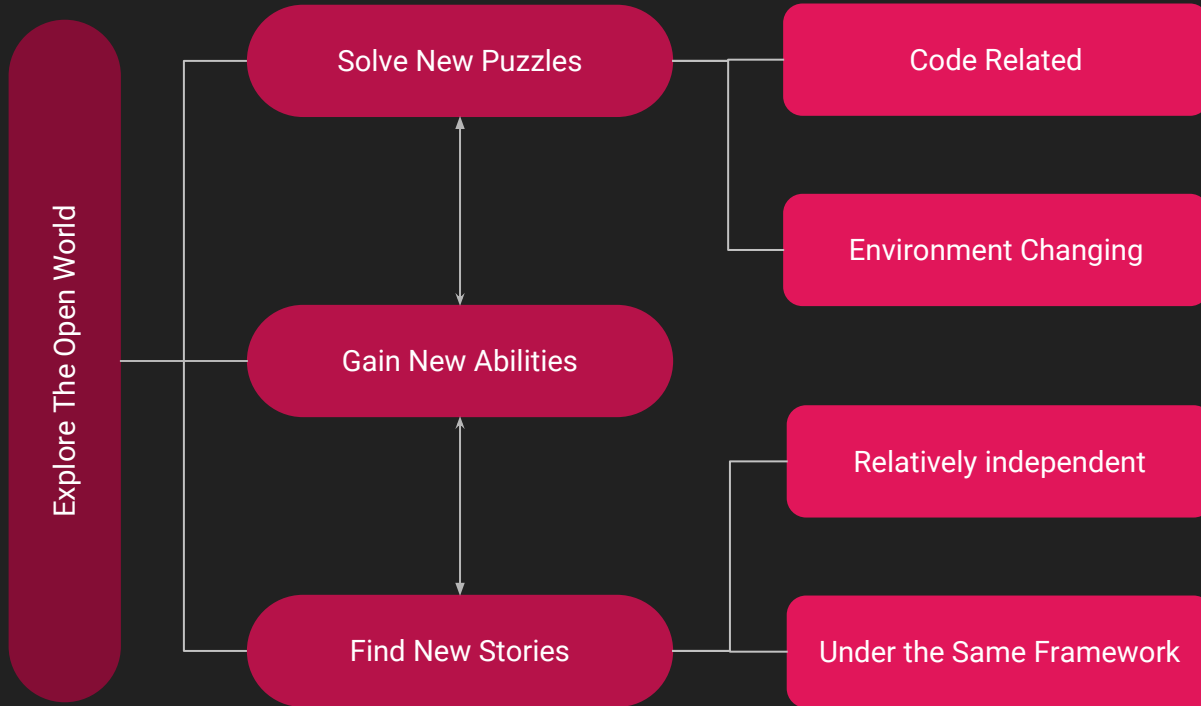 Explore The Open World
Solve New Puzzles
Code Related
Environment Changing
Gain New Abilities
Find New Stories
Relatively independent
Under the Same Framework